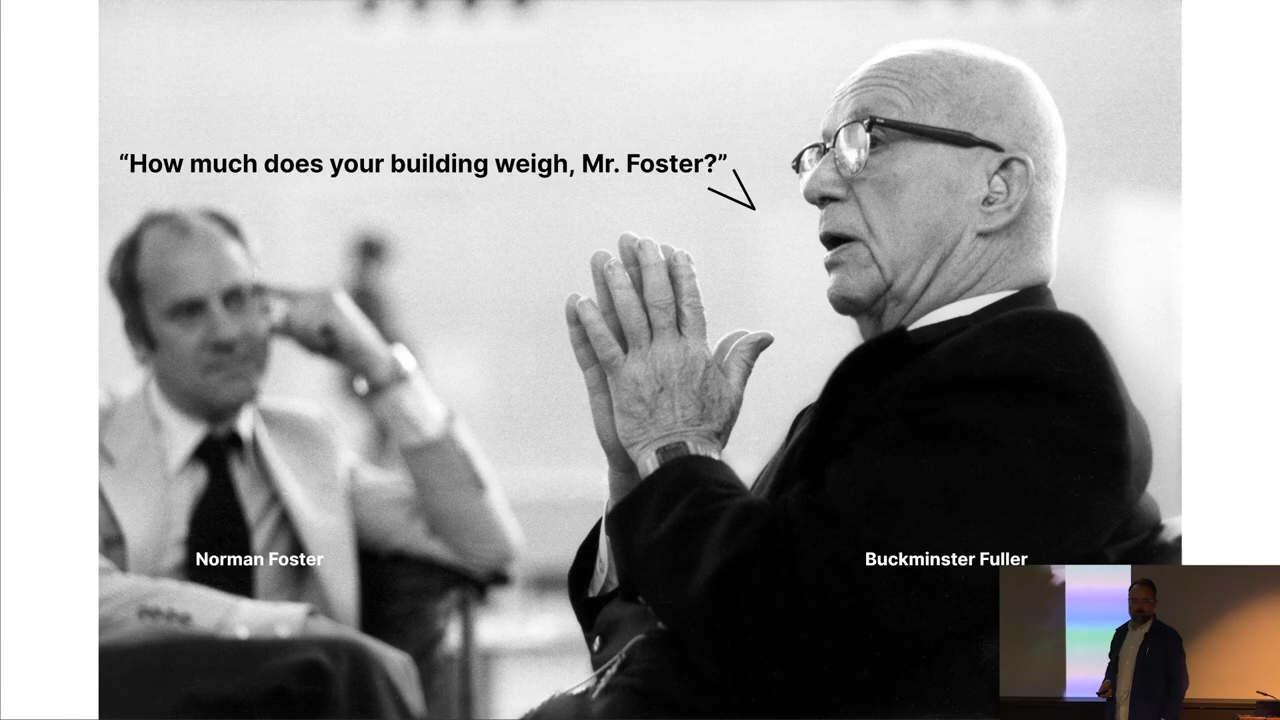 “How much does your building weigh, Mr. Foster?”
Norman Foster
Buckminster Fuller